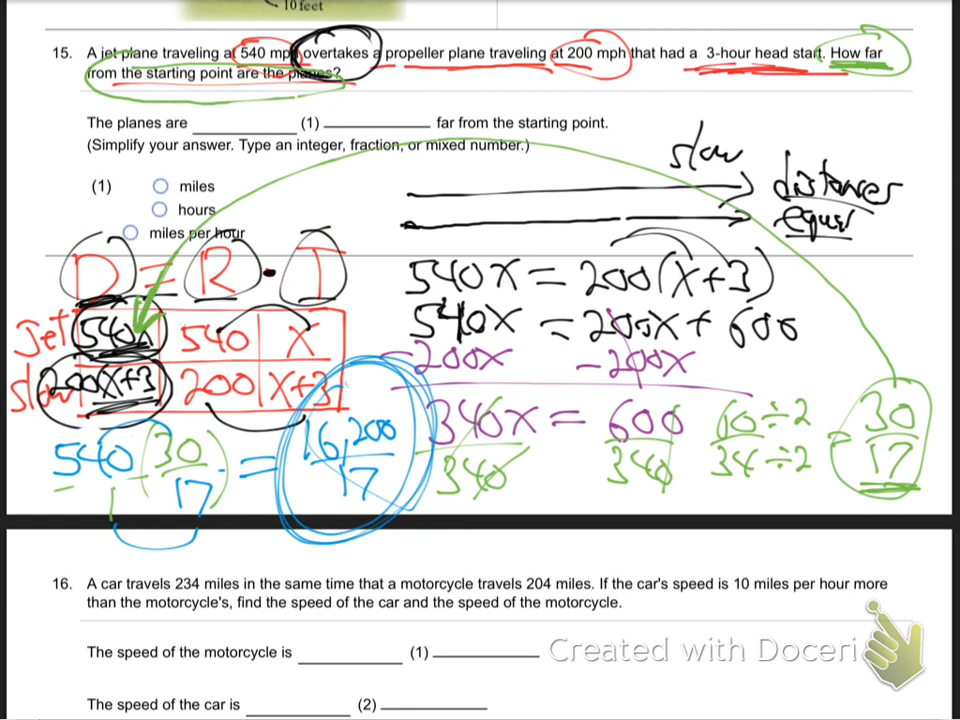 10 feet
15. A jet plane traveling at 540 mph overtakes a propeller plane traveling at 200 mph that had a 3-hour head start. How far
from the starting point are the planes?
The planes are ____________ (1) ____________ far from the starting point.
(Simplify your answer. Type an integer, fraction, or mixed number.)
slow
(1) miles
hours
miles per hour
distances
equal
D = R · T
Jet 540x 540 x
slow 200(x+3 200 x+3
540x = 200(x+3)
540x = 200x + 600
-200x -200x
340x = 600
340 340
60÷2
34÷2
= 30
17
540 (30
1 17) = 16,200
17
16. A car travels 234 miles in the same time that a motorcycle travels 204 miles. If the car's speed is 10 miles per hour more
than the motorcycle's, find the speed of the car and the speed of the motorcycle.
The speed of the motorcycle is ____________ (1) ____________
Created with Doceri
The speed of the car is ____________ (2) ____________